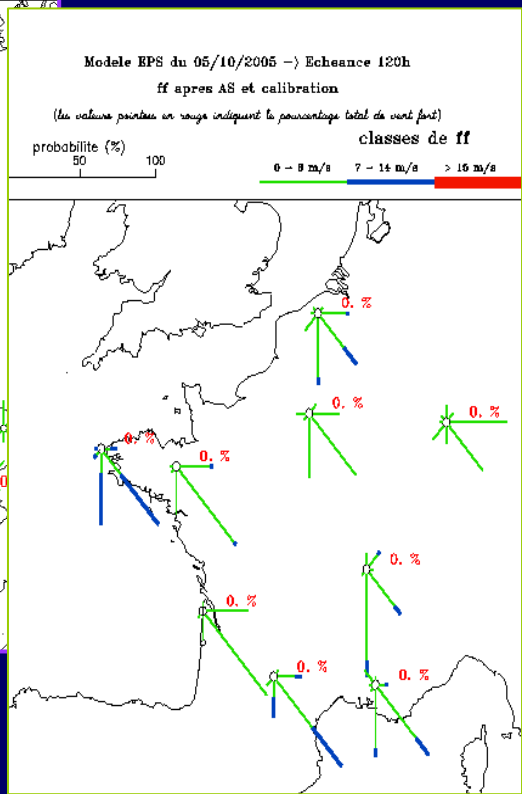 Modele EPS du 05/10/2005 -> Echeance 120h
ff apres AS et calibration
(les valeurs pointees en rouge indiquent le pourcentage total de vent fort)
probabilite (%)
50 100
classes de ff
0 - 6 m/s 7 - 14 m/s > 15 m/s
0. %
0. %
0. %
0. %
0. %
0. %
0. %
0. %
0. %
0